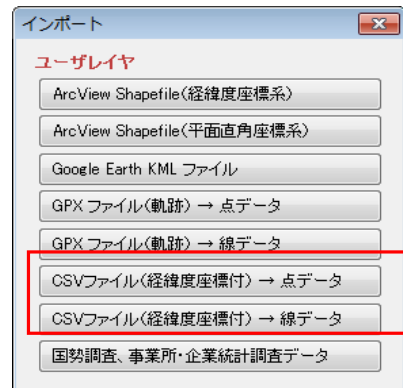 インポート
ユーザレイヤ
ArcView Shapefile(経緯度座標系)
ArcView Shapefile(平面直角座標系)
Google Earth KML ファイル
GPX ファイル(軌跡) → 点データ
GPX ファイル(軌跡) → 線データ
CSVファイル(経緯度座標付) → 点データ
CSVファイル(経緯度座標付) → 線データ
国勢調査、事業所・企業統計調査データ